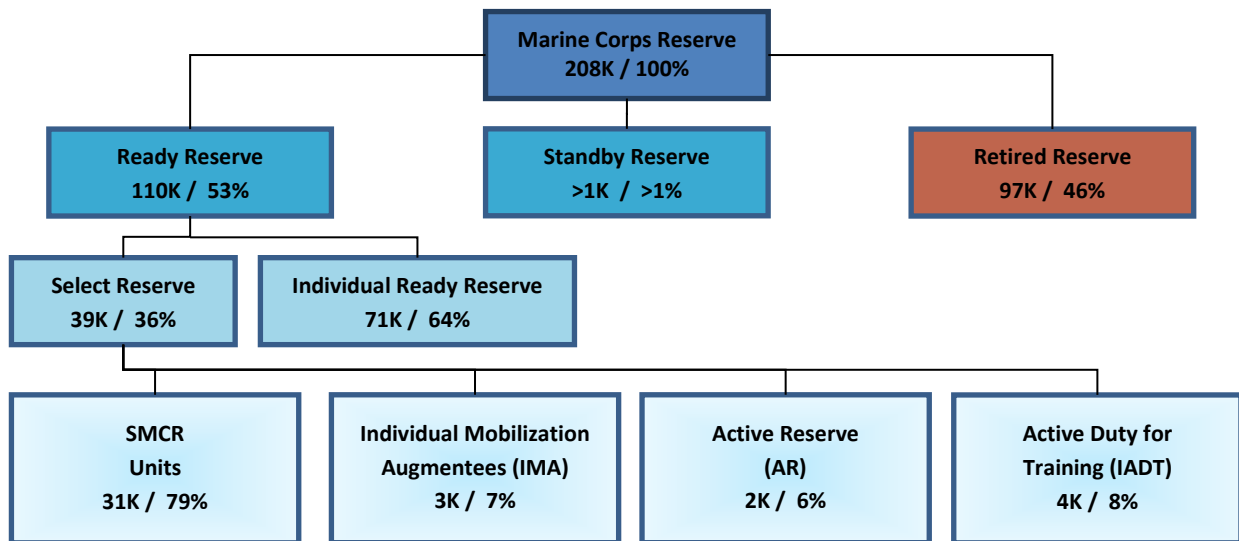 Marine Corps Reserve
208K / 100%
Ready Reserve
110K /  53%
Standby Reserve
>1K  /  >1%
Retired Reserve
97K /  46%
Select Reserve
39K /  36%
Individual Ready Reserve
71K /  64%
SMCR
Units
31K /  79%
Individual Mobilization
Augmentees (IMA)
3K /  7%
Active Reserve
(AR)
2K /  6%
Active Duty for
Training (IADT)
4K /  8%